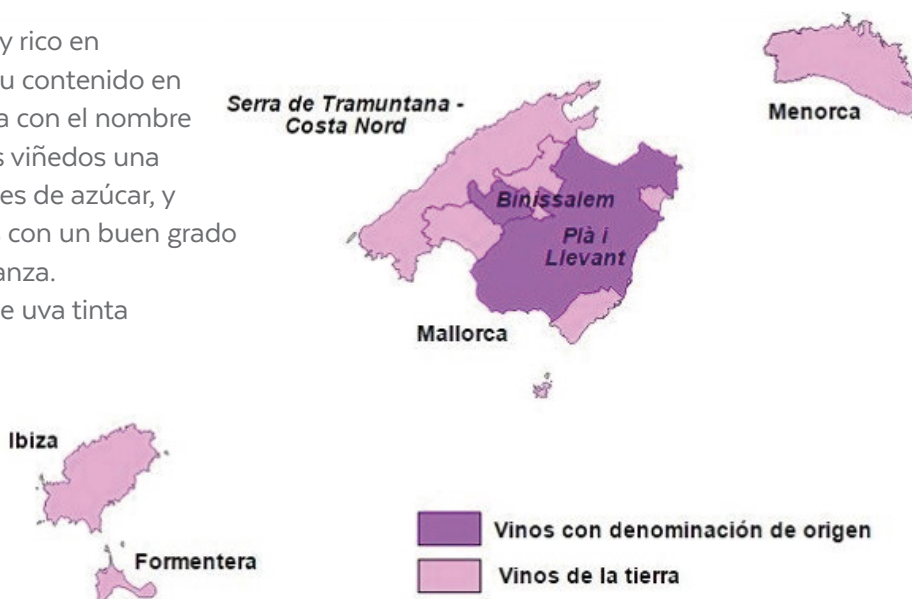 y rico en
u contenido en
a con el nombre
s viñedos una
es de azúcar, y
s con un buen grado
anza.
e uva tinta
Serra de Tramuntana -
Costa Nord
Menorca
Binissalem
Plà i
Llevant
Mallorca
Ibiza
Formentera
Vinos con denominación de origen
Vinos de la tierra